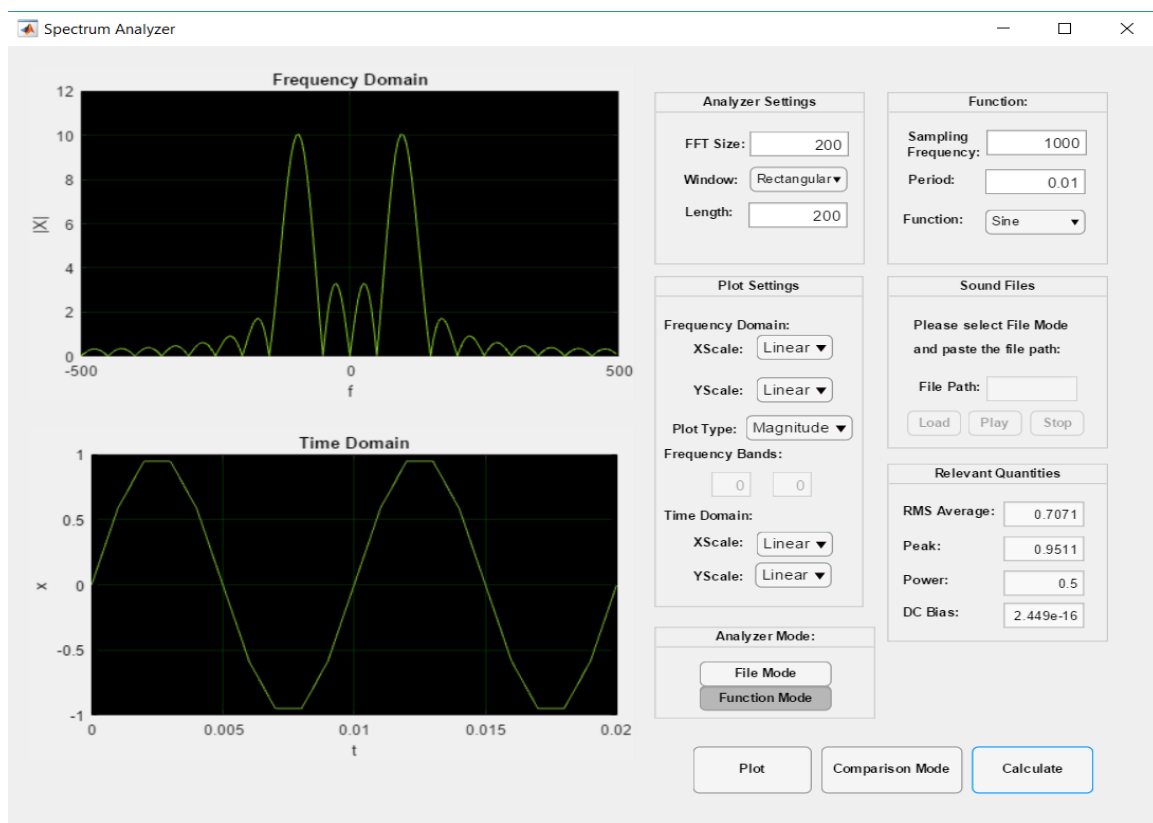 Spectrum Analyzer
Frequency Domain
12
10
8
6
4
2
0
|X|
-500
0
500
f
Time Domain
1
0.5
0
-0.5
-1
x
0
0.005
0.01
0.015
0.02
t
Analyzer Settings
FFT Size: 200
Window: Rectangular
Length: 200
Function:
Sampling
Frequency: 1000
Period: 0.01
Function: Sine
Plot Settings
Frequency Domain:
XScale: Linear
YScale: Linear
Plot Type: Magnitude
Frequency Bands:
0 0
Time Domain:
XScale: Linear
YScale: Linear
Sound Files
Please select File Mode
and paste the file path:
File Path:
Load Play Stop
Relevant Quantities
RMS Average: 0.7071
Peak: 0.9511
Power: 0.5
DC Bias: 2.449e-16
Analyzer Mode:
File Mode
Function Mode
Plot Comparison Mode Calculate